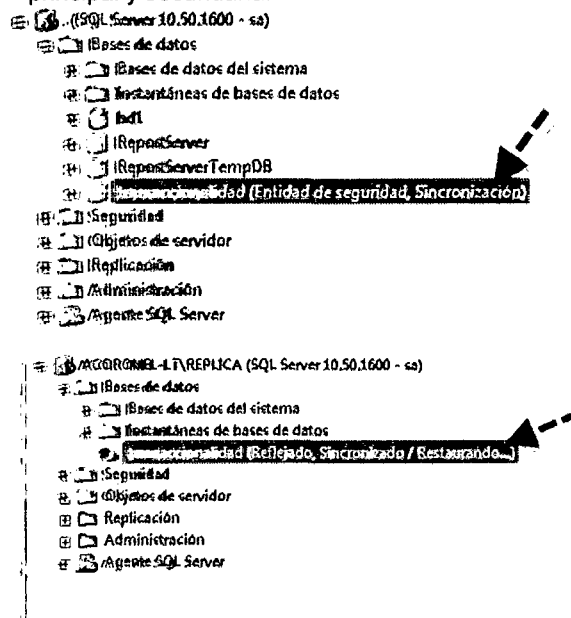 principal y secundaria.
. ((SQL Server 10.50.1600 - sa)
Bases de datos
Bases de datos del sistema
Instantáneas de bases de datos
bd1
ReportServer
ReportServerTempDB
(Entidad de seguridad, Sincronización)
Seguridad
Objetos de servidor
Replicación
Administración
Agente SQL Server
\REPLICA (SQL Server 10.50.1600 - sa)
Bases de datos
Bases de datos del sistema
Instantáneas de bases de datos
(Reflejado, Sincronizado / Restaurando...)
Seguridad
Objetos de servidor
Replicación
Administración
Agente SQL Server